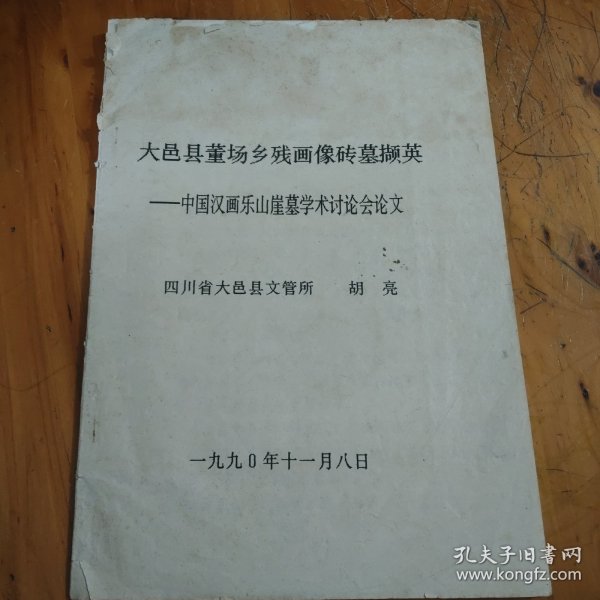 大邑县董场乡残画像砖墓撷英
——中国汉画乐山崖墓学术讨论会论文
四川省大邑县文管所 胡亮
一九九0年十一月八日
孔夫子旧书网
www.kongfz.com